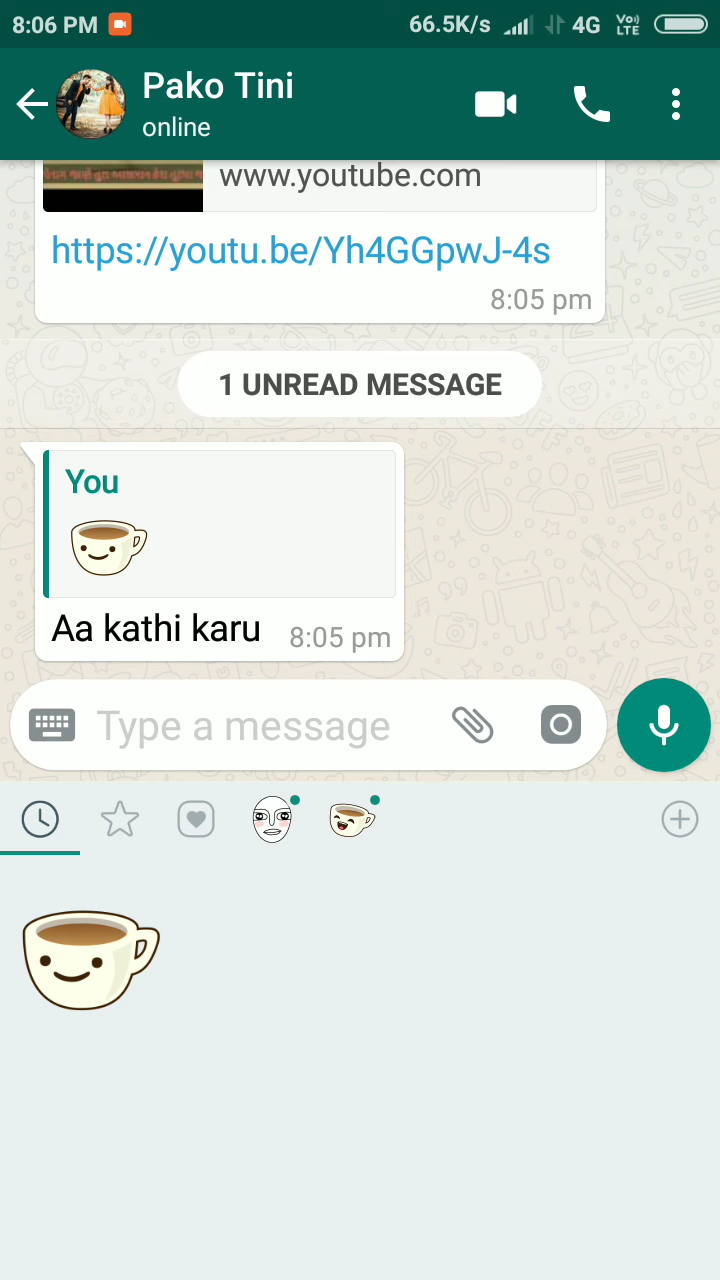 8:06 PM 66.5K/s 4G Vo) LTE
Pako Tini
online
www.youtube.com
https://youtu.be/Yh4GGpwJ-4s
8:05 pm
1 UNREAD MESSAGE
You
Aa kathi karu 8:05 pm
Type a message